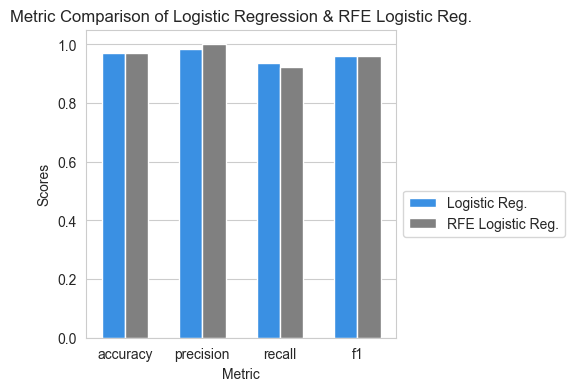 Metric Comparison of Logistic Regression & RFE Logistic Reg.
1.0
0.8
0.6
0.4
0.2
0.0
Scores
accuracy precision recall f1
Metric
Logistic Reg.
RFE Logistic Reg.